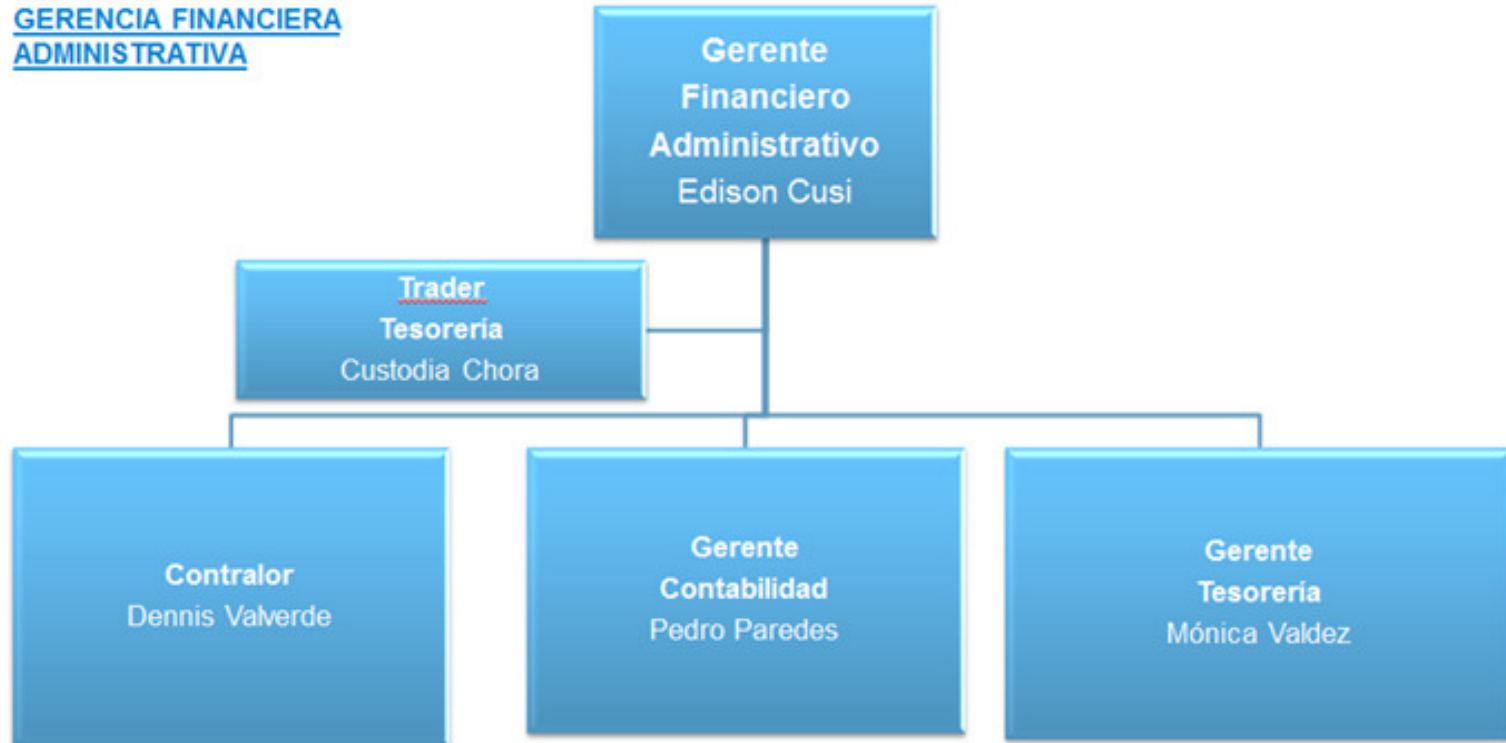 GERENCIA FINANCIERA
ADMINISTRATIVA
Gerente
Financiero
Administrativo
Edison Cusi
Trader
Tesorería
Custodia Chora
Contralor
Dennis Valverde
Gerente
Contabilidad
Pedro Paredes
Gerente
Tesorería
Mónica Valdez